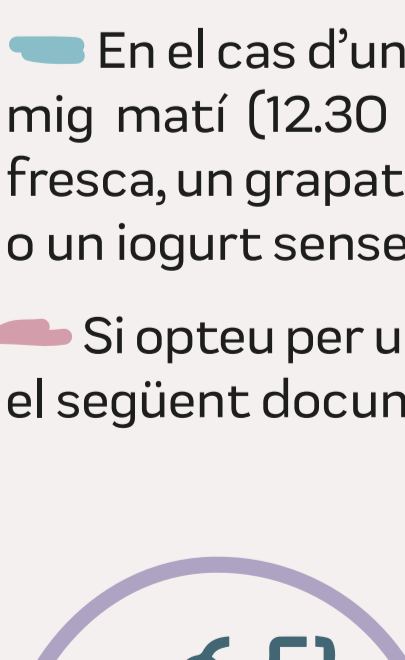 En el cas d’un
mig matí (12.30
fresca, un grapat
o un iogurt sense
Si opteu per u
el següent docum